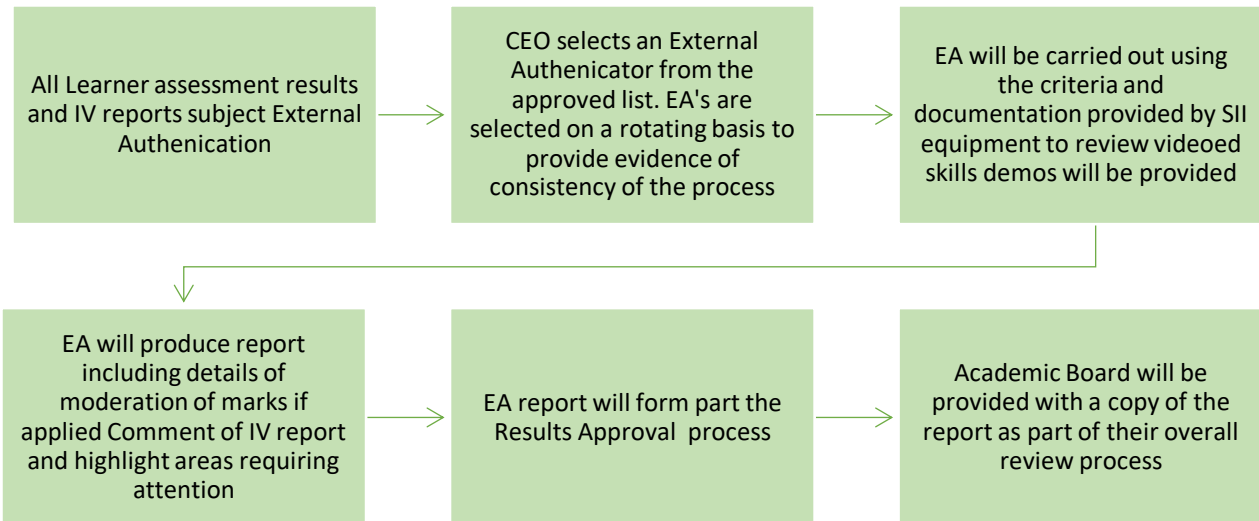 All Learner assessment results
and IV reports subject External
Authenication
CEO selects an External
Authenicator from the
approved list. EA's are
selected on a rotating basis to
provide evidence of
consistency of the process
EA will be carried out using
the criteria and
documentation provided by SII
equipment to review videoed
skills demos will be provided
EA will produce report
including details of
moderation of marks if
applied Comment of IV report
and highlight areas requiring
attention
EA report will form part the
Results Approval process
Academic Board will be
provided with a copy of the
report as part of their overall
review process